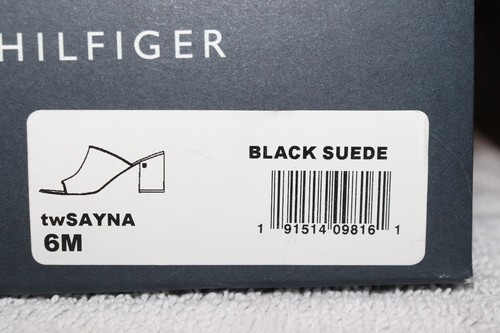 HILFIGER
BLACK SUEDE
twSAYNA
6M
1 91514 09816 1